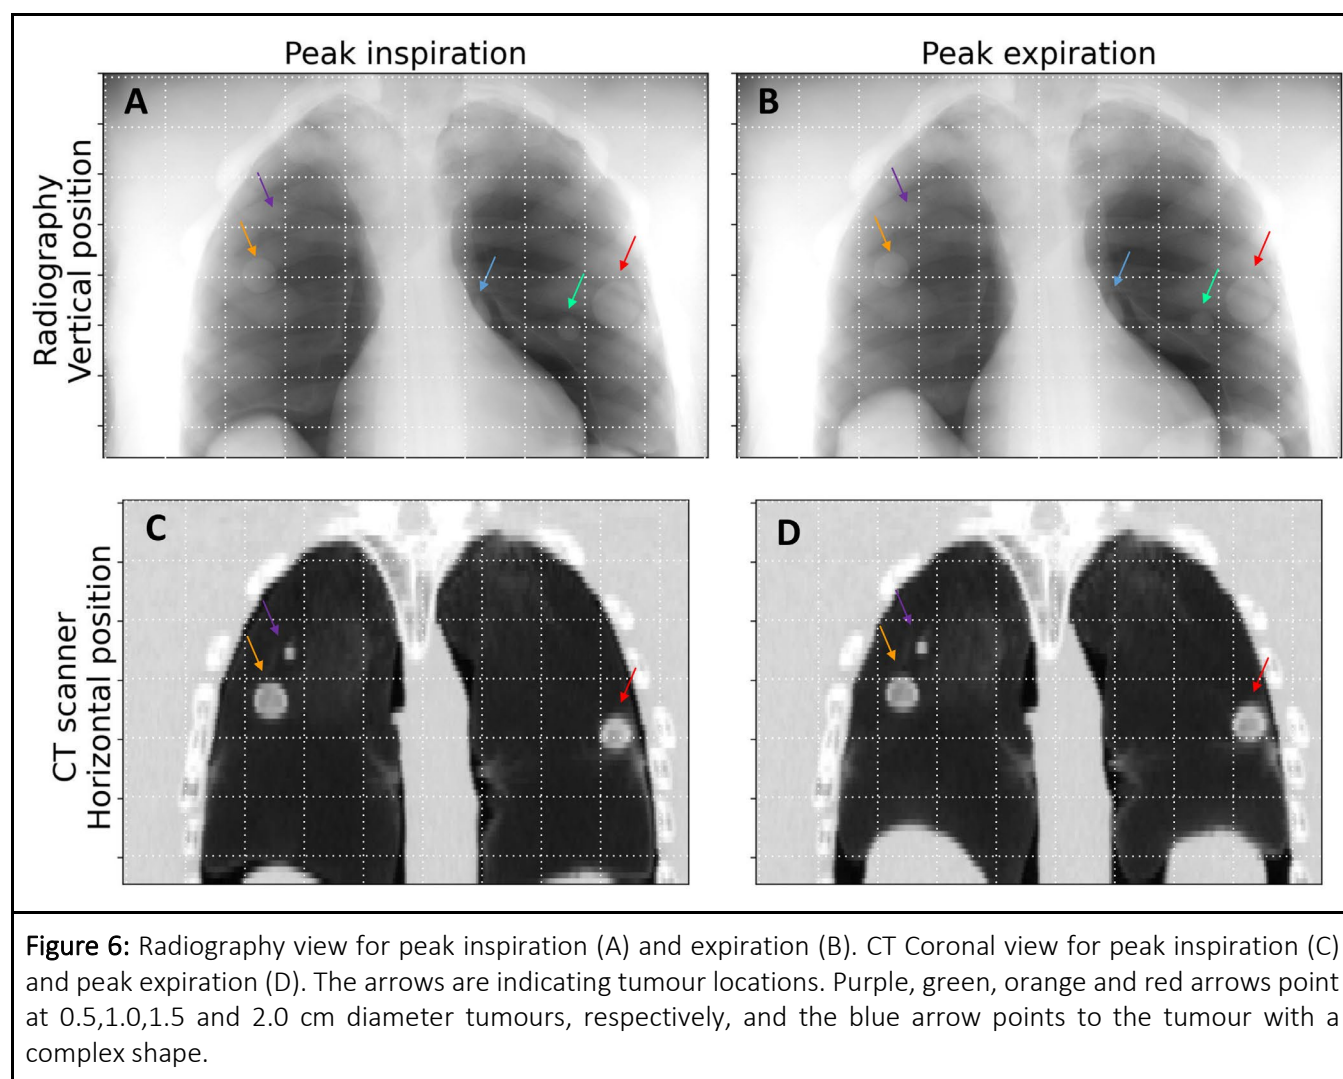 Peak inspiration
Peak expiration
Radiography
Vertical position
A
B
CT scanner
Horizontal position
C
D
Figure 6: Radiography view for peak inspiration (A) and expiration (B). CT Coronal view for peak inspiration (C)
and peak expiration (D). The arrows are indicating tumour locations. Purple, green, orange and red arrows point
at 0.5,1.0,1.5 and 2.0 cm diameter tumours, respectively, and the blue arrow points to the tumour with a
complex shape.